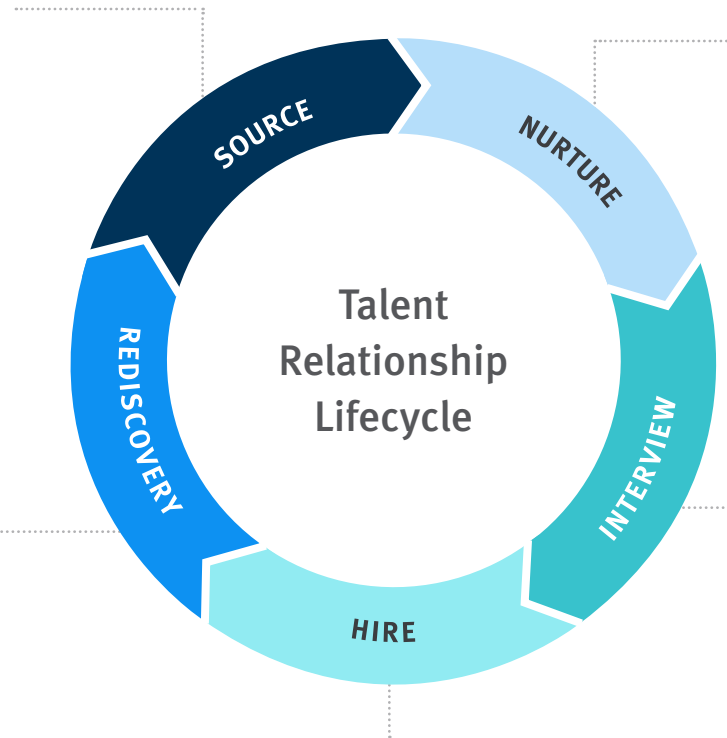 SOURCE
NURTURE
INTERVIEW
HIRE
REDISCOVERY
Talent
Relationship
Lifecycle